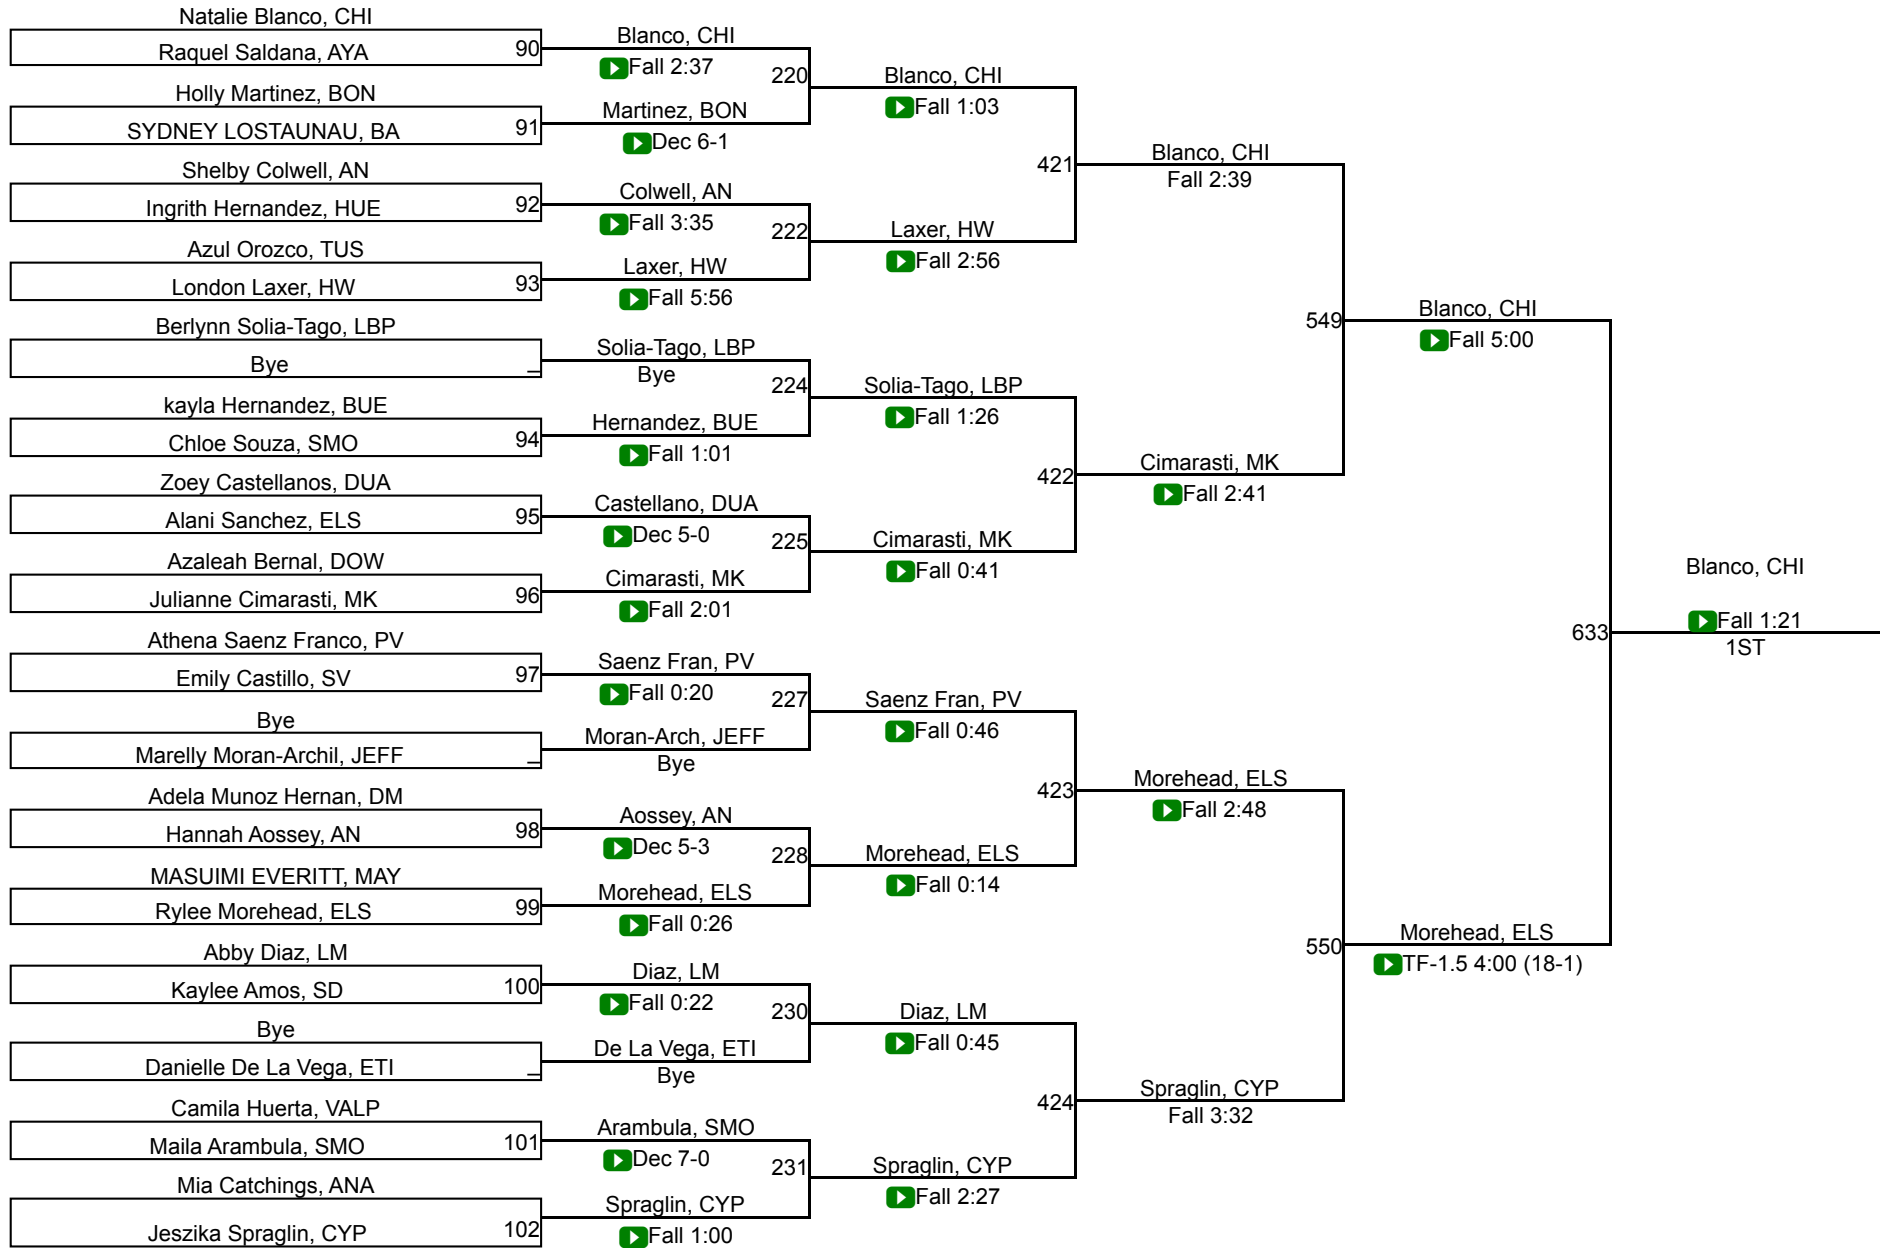 Natalie Blanco, CHI
Raquel Saldana, AYA
90
Holly Martinez, BON
SYDNEY LOSTAUNAU, BA
91
Shelby Colwell, AN
Ingrith Hernandez, HUE
92
Azul Orozco, TUS
London Laxer, HW
93
Berlynn Solia-Tago, LBP
Bye
_
kayla Hernandez, BUE
Chloe Souza, SMO
94
Zoey Castellanos, DUA
Alani Sanchez, ELS
95
Azaleah Bernal, DOW
Julianne Cimarasti, MK
96
Athena Saenz Franco, PV
Emily Castillo, SV
97
Bye
Marelly Moran-Archil, JEFF
_
Adela Munoz Hernan, DM
Hannah Aossey, AN
98
MASUIMI EVERITT, MAY
Rylee Morehead, ELS
99
Abby Diaz, LM
Kaylee Amos, SD
100
Bye
Danielle De La Vega, ETI
_
Camila Huerta, VALP
Maila Arambula, SMO
101
Mia Catchings, ANA
Jeszika Spraglin, CYP
102
Blanco, CHI
Fall 2:37
220
Martinez, BON
Dec 6-1
Colwell, AN
Fall 3:35
222
Laxer, HW
Fall 5:56
Solia-Tago, LBP
Bye
224
Hernandez, BUE
Fall 1:01
Castellano, DUA
Dec 5-0
225
Cimarasti, MK
Fall 2:01
Saenz Fran, PV
Fall 0:20
227
Moran-Arch, JEFF
Bye
Aossey, AN
Dec 5-3
228
Morehead, ELS
Fall 0:26
Diaz, LM
Fall 0:22
230
De La Vega, ETI
Bye
Arambula, SMO
Dec 7-0
231
Spraglin, CYP
Fall 1:00
Blanco, CHI
Fall 1:03
421
Laxer, HW
Fall 2:56
Solia-Tago, LBP
Fall 1:26
422
Cimarasti, MK
Fall 0:41
Saenz Fran, PV
Fall 0:46
423
Morehead, ELS
Fall 0:14
Diaz, LM
Fall 0:45
424
Spraglin, CYP
Fall 2:27
Blanco, CHI
Fall 2:39
549
Cimarasti, MK
Fall 2:41
Morehead, ELS
Fall 2:48
550
Spraglin, CYP
Fall 3:32
Blanco, CHI
Fall 5:00
633
Morehead, ELS
TF-1.5 4:00 (18-1)
Blanco, CHI
Fall 1:21
1ST